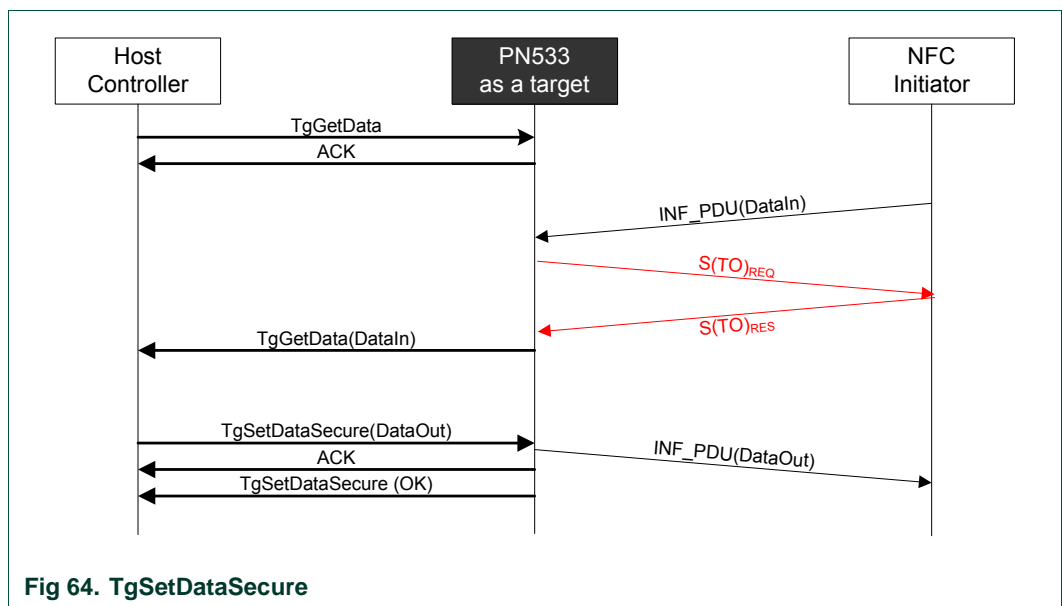 Host
Controller
PN533
as a target
NFC
Initiator
TgGetData
ACK
INF_PDU(DataIn)
S(TO)REQ
S(TO)RES
TgGetData(DataIn)
TgSetDataSecure(DataOut)
INF_PDU(DataOut)
ACK
TgSetDataSecure (OK)
Fig 64. TgSetDataSecure